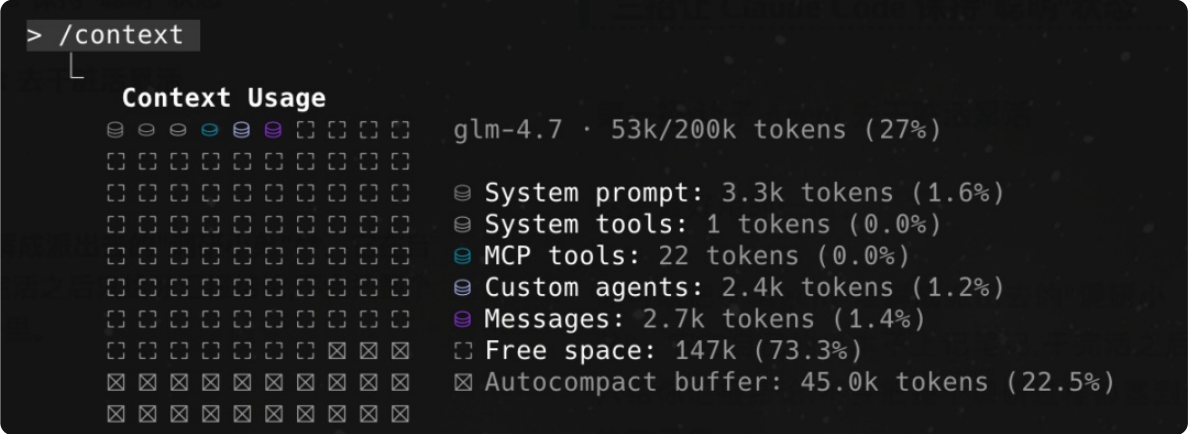 > /context
Context Usage
glm-4.7 · 53k/200k tokens (27%)
System prompt: 3.3k tokens (1.6%)
System tools: 1 tokens (0.0%)
MCP tools: 22 tokens (0.0%)
Custom agents: 2.4k tokens (1.2%)
Messages: 2.7k tokens (1.4%)
Free space: 147k (73.3%)
Autocompact buffer: 45.0k tokens (22.5%)